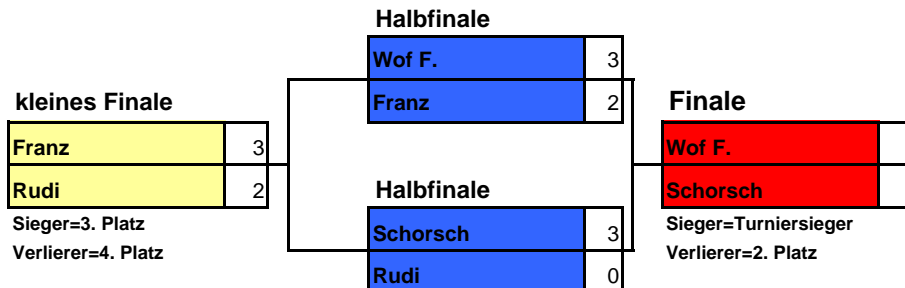 Halbfinale
Wof F. 3
Franz 2
kleines Finale
Franz 3
Rudi 2
Sieger=3. Platz
Verlierer=4. Platz
Halbfinale
Schorsch 3
Rudi 0
Finale
Wof F.
Schorsch
Sieger=Turniersieger
Verlierer=2. Platz